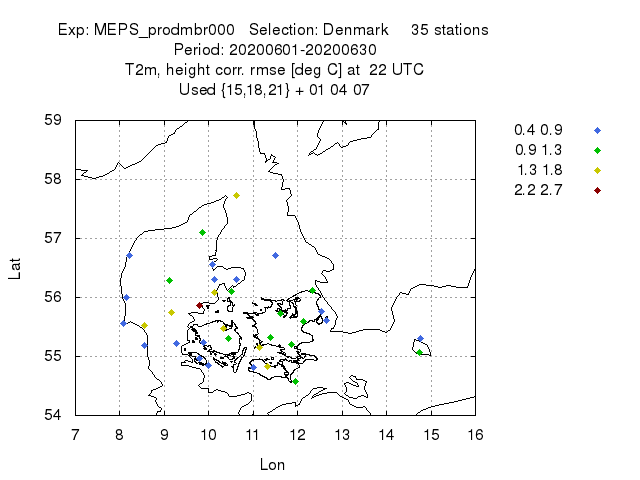 Exp: MEPS_prodmbr000 Selection: Denmark 35 stations
Period: 20200601-20200630
T2m, height corr. rmse [deg C] at 22 UTC
Used {15,18,21} + 01 04 07
59
58
57
56
55
54
Lat
7 8 9 10 11 12 13 14 15 16
Lon
0.4 0.9
0.9 1.3
1.3 1.8
2.2 2.7